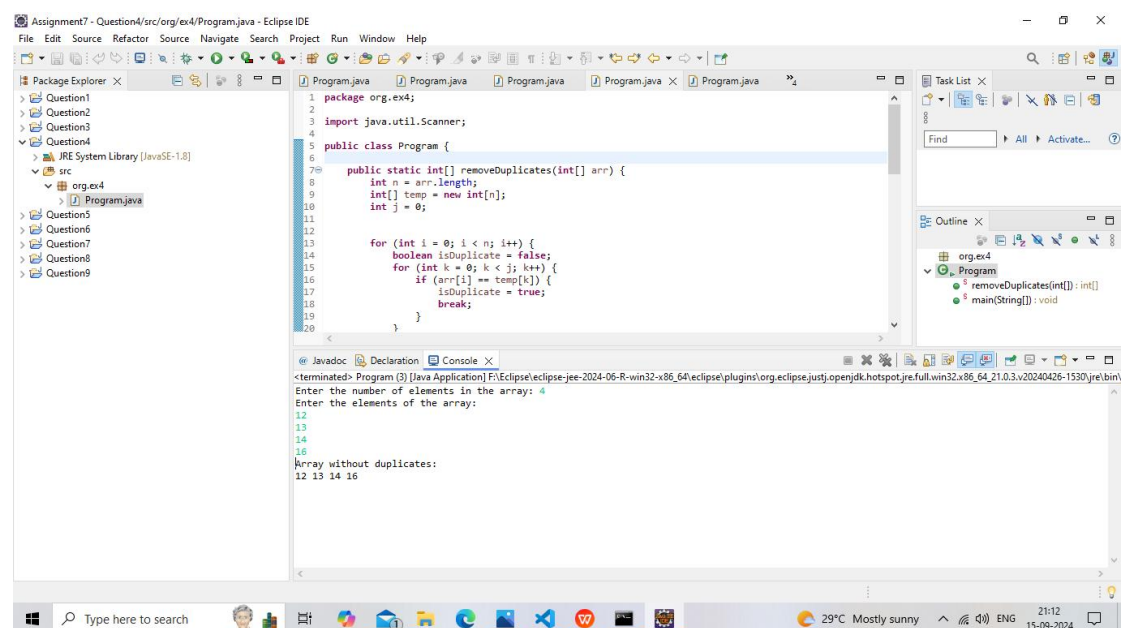 Assignment7 - Question4/src/org/ex4/Program.java - Eclipse IDE
File Edit Source Refactor Source Navigate Search Project Run Window Help
Package Explorer
Question1
Question2
Question3
Question4
JRE System Library [JavaSE-1.8]
src
org.ex4
Program.java
Question5
Question6
Question7
Question8
Question9
Program.java Program.java Program.java Program.java Program.java 4
1 package org.ex4;
2
3 import java.util.Scanner;
4
5 public class Program {
6
7 public static int[] removeDuplicates(int[] arr) {
8 int n = arr.length;
9 int[] temp = new int[n];
10 int j = 0;
11
12
13 for (int i = 0; i < n; i++) {
14 boolean isDuplicate = false;
15 for (int k = 0; k < j; k++) {
16 if (arr[i] == temp[k]) {
17 isDuplicate = true;
18 break;
19 }
20 }
Task List
Find All Activate...
Outline
org.ex4
Program
removeDuplicates(int[]) : int[]
main(String[]) : void
Javadoc Declaration Console
<terminated> Program (3) [Java Application] F:\Eclipse\eclipse-jee-2024-06-R-win32-x86_64\eclipse\plugins\org.eclipse.justj.openjdk.hotspot.jre.full.win32.x86_64_21.0.3.v20240426-1530\jre\bin\
Enter the number of elements in the array: 4
Enter the elements of the array:
12
13
14
16
Array without duplicates:
12 13 14 16
Type here to search
29°C Mostly sunny
ENG
21:12
15-09-2024